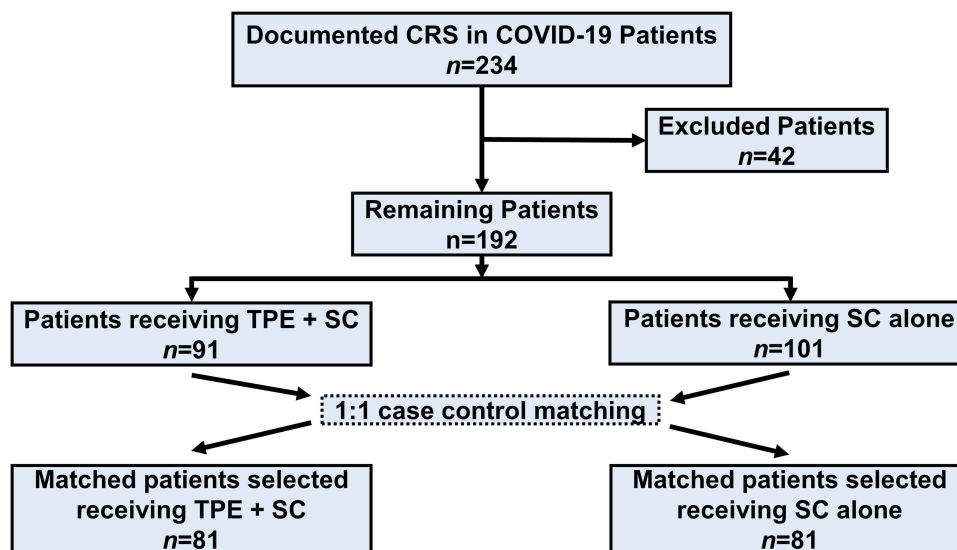 Documented CRS in COVID-19 Patients
n=234
Excluded Patients
n=42
Remaining Patients
n=192
Patients receiving TPE + SC
n=91
Patients receiving SC alone
n=101
1:1 case control matching
Matched patients selected
receiving TPE + SC
n=81
Matched patients selected
receiving SC alone
n=81